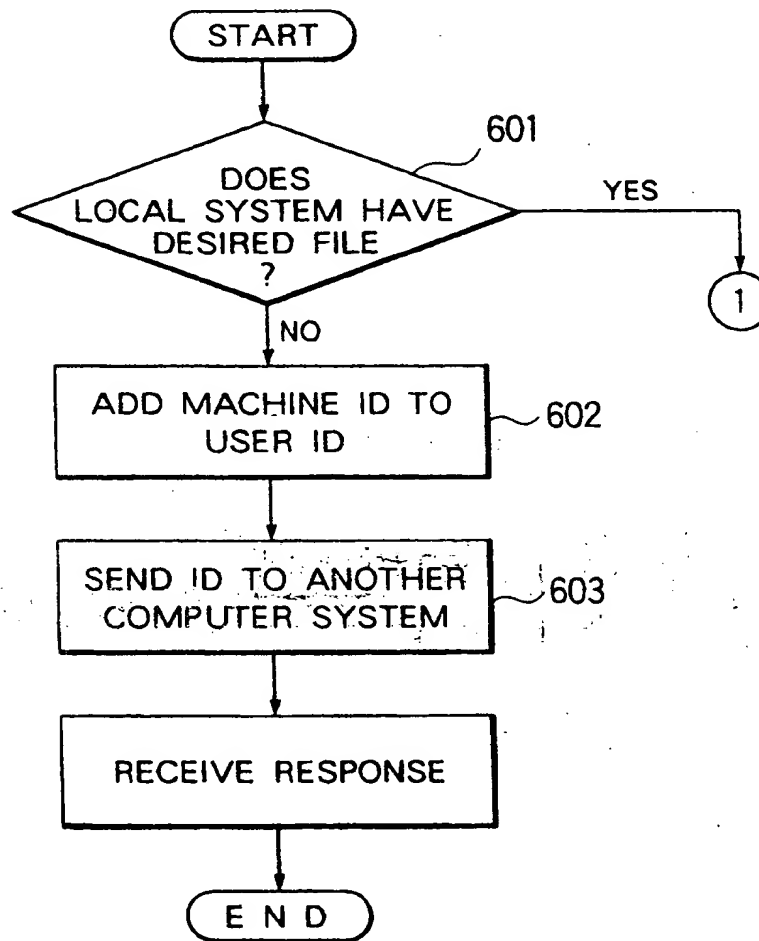 START
601
DOES
LOCAL SYSTEM HAVE
DESIRED FILE
?
YES
1
NO
ADD MACHINE ID TO
USER ID
602
SEND ID TO ANOTHER
COMPUTER SYSTEM
603
RECEIVE RESPONSE
END